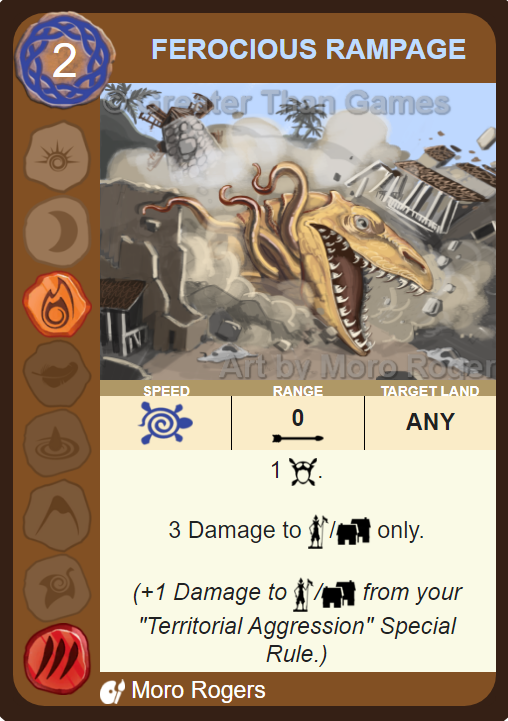 2
FEROCIOUS RAMPAGE
© Greater Than Games
Art by Moro Roger
SPEED
RANGE
TARGET LAND
0
ANY
1 .
3 Damage to / only.
(+1 Damage to / from your
"Territorial Aggression" Special
Rule.)
Moro Rogers